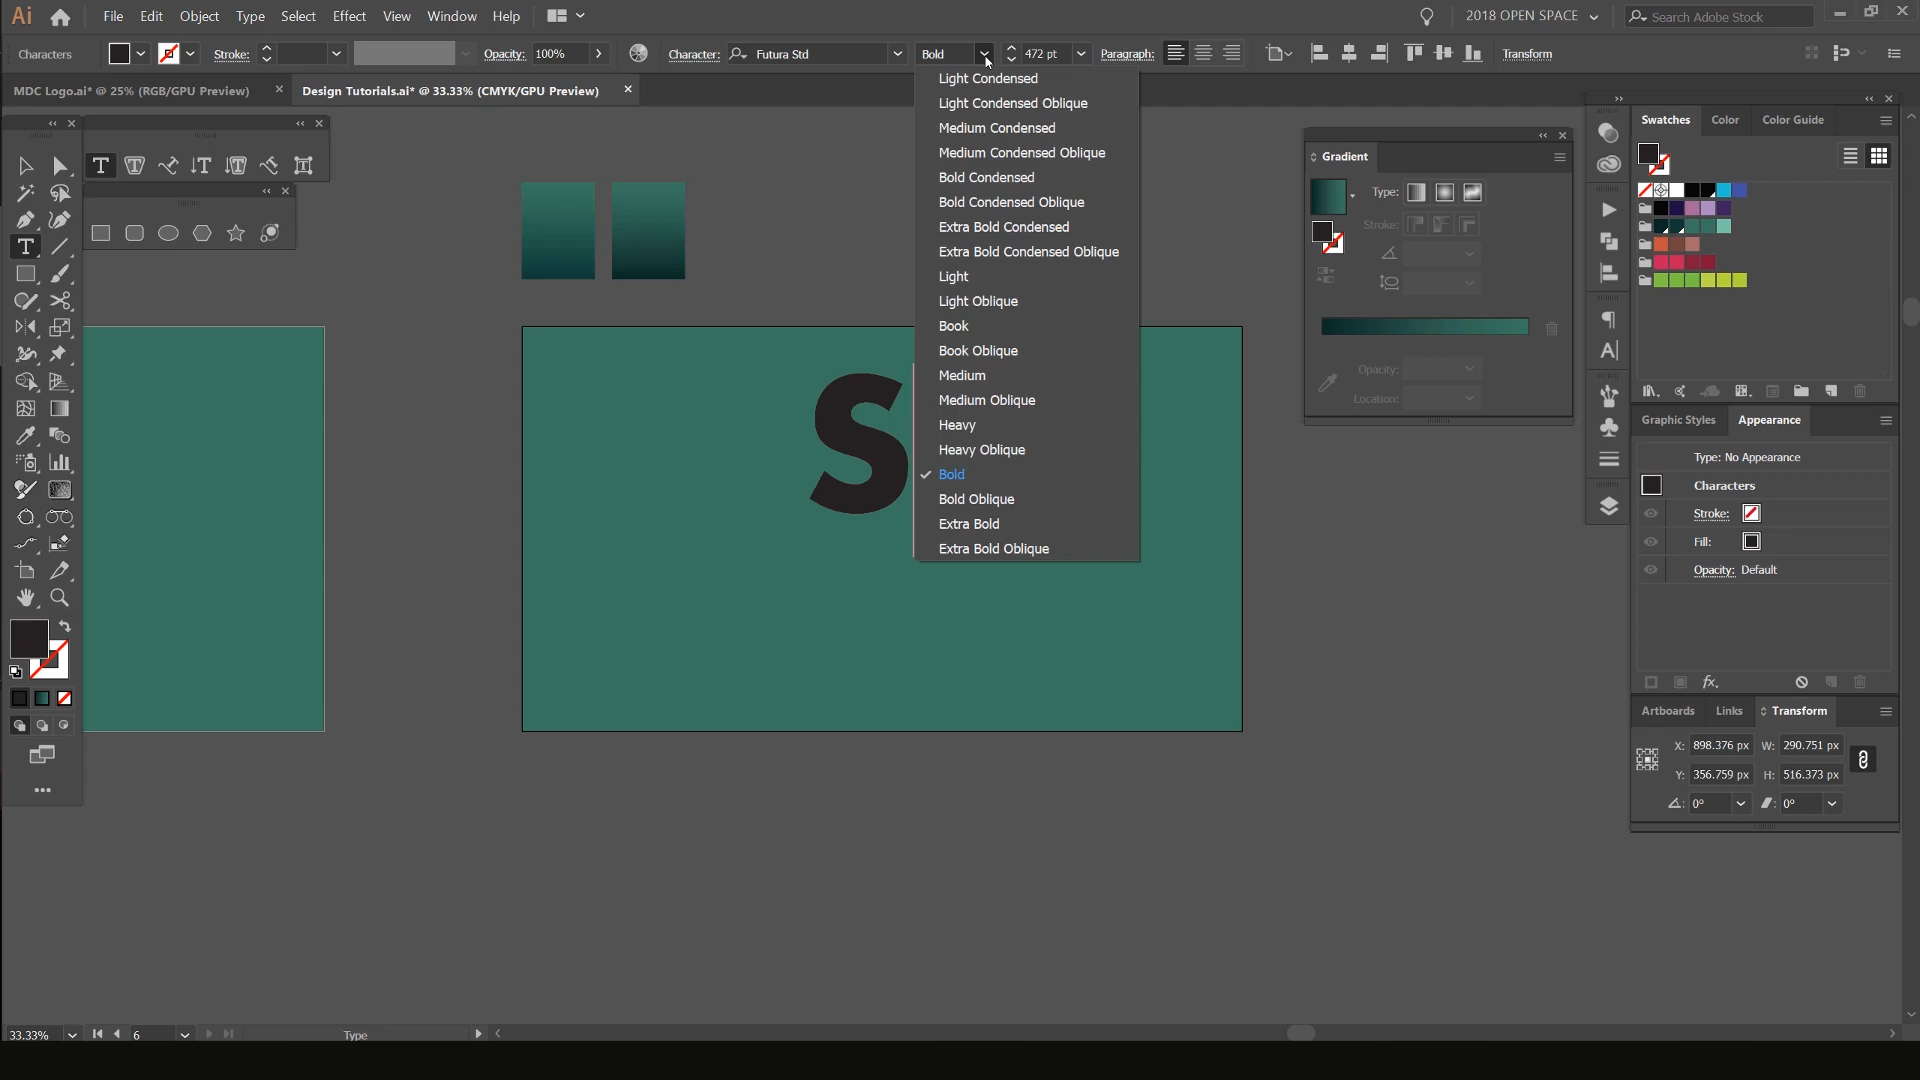 Ai File Edit Object Type Select Effect View Window Help 2018 OPEN SPACE Search Adobe Stock
Characters Stroke: Opacity: 100% Character: Futura Std Bold 472 pt Paragraph: Transform
MDC Logo.ai* @ 25% (RGB/GPU Preview) Design Tutorials.ai* @ 33.33% (CMYK/GPU Preview)
Light Condensed
Light Condensed Oblique
Medium Condensed
Medium Condensed Oblique
Bold Condensed
Bold Condensed Oblique
Extra Bold Condensed
Extra Bold Condensed Oblique
Light
Light Oblique
Book
Book Oblique
Medium
Medium Oblique
Heavy
Heavy Oblique
Bold
Bold Oblique
Extra Bold
Extra Bold Oblique
S
Gradient
Type:
Stroke:
Opacity:
Location:
Swatches Color Color Guide
Graphic Styles Appearance
Type: No Appearance
Characters
Stroke:
Fill:
Opacity: Default
fx
Artboards Links Transform
X: 898.376 px W: 290.751 px
Y: 356.759 px H: 516.373 px
0° 0°
33.33% 6 Type